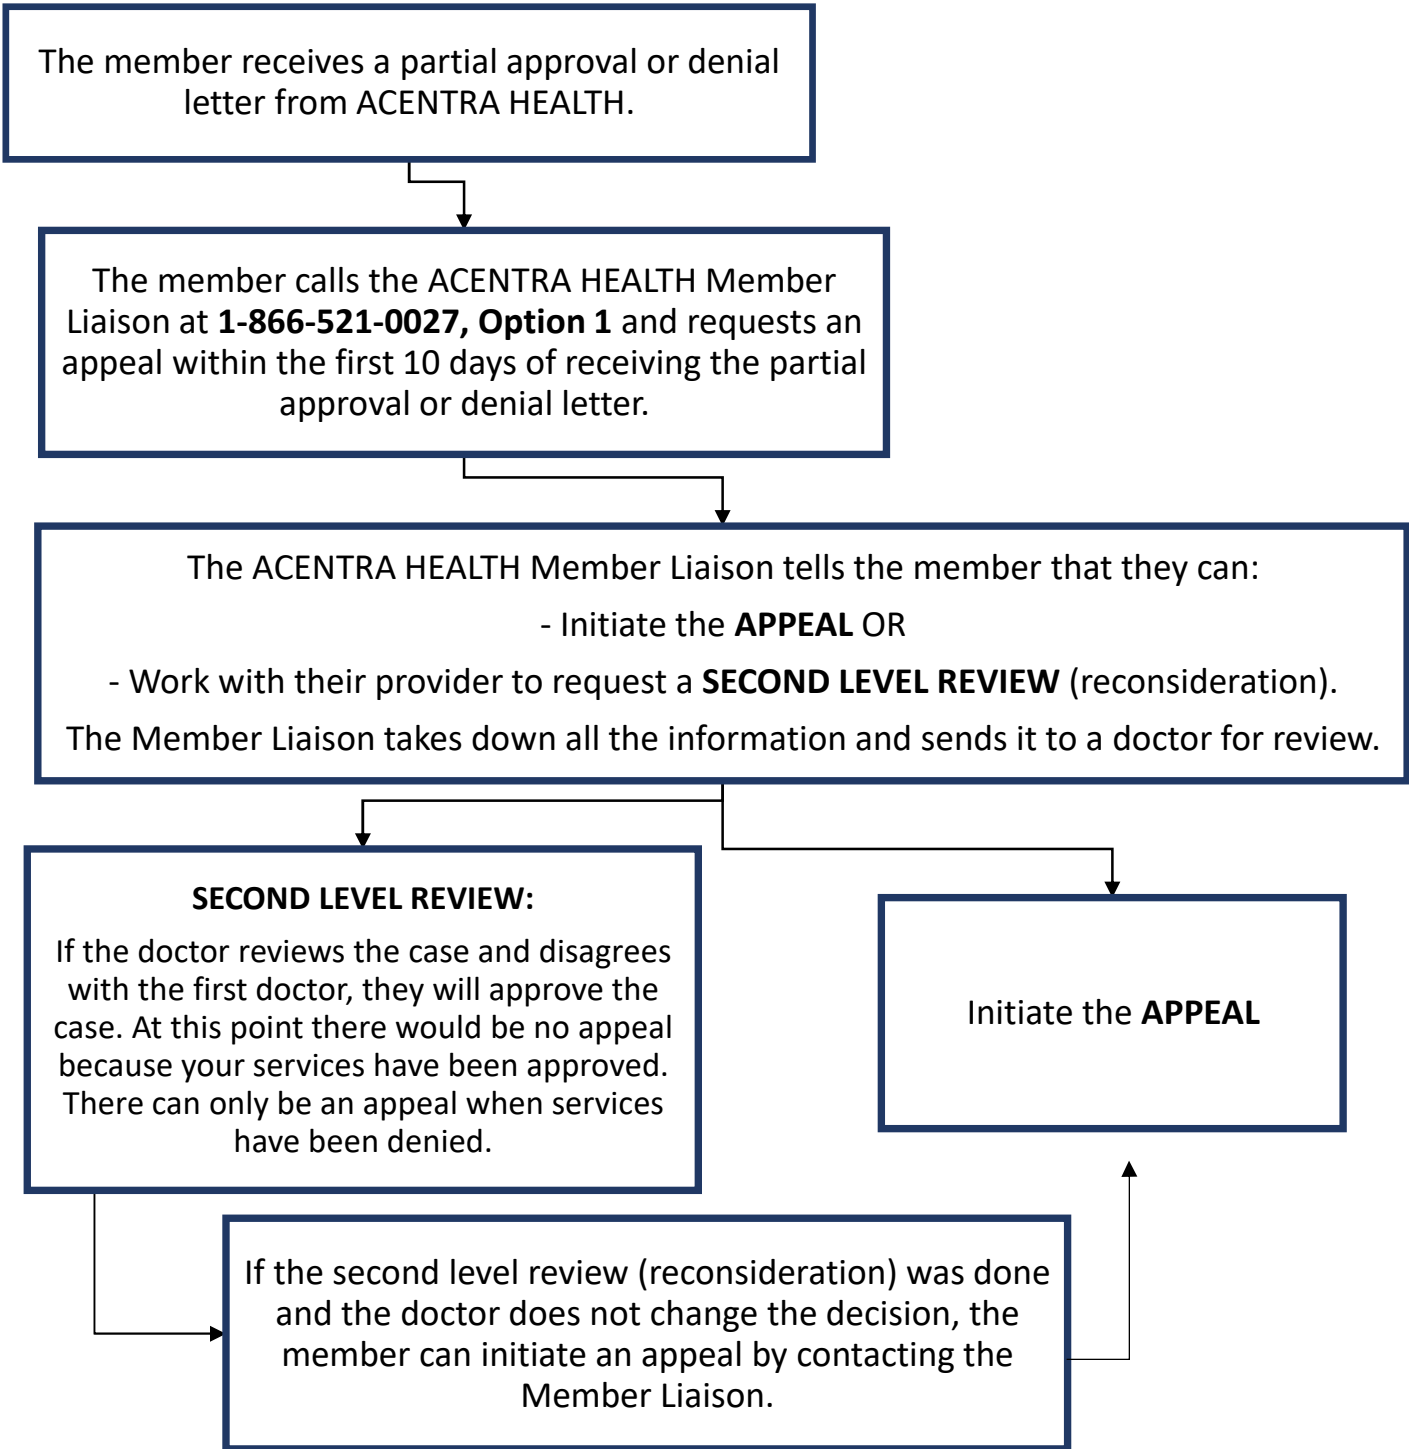 The member receives a partial approval or denial
letter from ACENTRA HEALTH.
The member calls the ACENTRA HEALTH Member
Liaison at 1-866-521-0027, Option 1 and requests an
appeal within the first 10 days of receiving the partial
approval or denial letter.
The ACENTRA HEALTH Member Liaison tells the member that they can:
- Initiate the APPEAL OR
- Work with their provider to request a SECOND LEVEL REVIEW (reconsideration).
The Member Liaison takes down all the information and sends it to a doctor for review.
SECOND LEVEL REVIEW:
If the doctor reviews the case and disagrees
with the first doctor, they will approve the
case. At this point there would be no appeal
because your services have been approved.
There can only be an appeal when services
have been denied.
Initiate the APPEAL
If the second level review (reconsideration) was done
and the doctor does not change the decision, the
member can initiate an appeal by contacting the
Member Liaison.